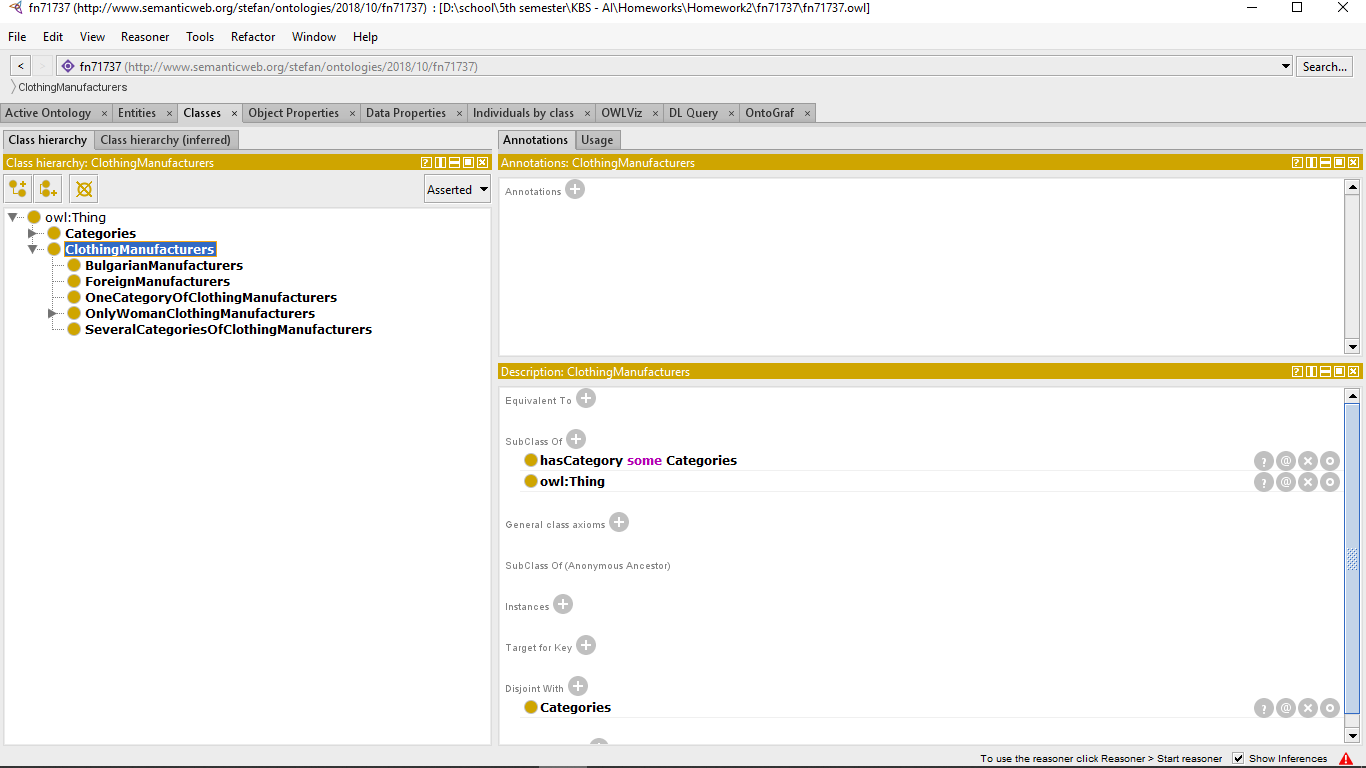 fn71737 (http://www.semanticweb.org/stefan/ontologies/2018/10/fn71737) : [D:\school\5th semester\KBS - AI\Homeworks\Homework2\fn71737\fn71737.owl]
File Edit View Reasoner Tools Refactor Window Help
< > fn71737 (http://www.semanticweb.org/stefan/ontologies/2018/10/fn71737) Search...
ClothingManufacturers
Active Ontology × Entities × Classes × Object Properties × Data Properties × Individuals by class × OWLViz × DL Query × OntoGraf ×
Class hierarchy Class hierarchy (inferred)
Class hierarchy: ClothingManufacturers
Asserted
owl:Thing
Categories
ClothingManufacturers
BulgarianManufacturers
ForeignManufacturers
OneCategoryOfClothingManufacturers
OnlyWomanClothingManufacturers
SeveralCategoriesOfClothingManufacturers
Annotations Usage
Annotations: ClothingManufacturers
Annotations
Description: ClothingManufacturers
Equivalent To
SubClass Of
hasCategory some Categories
owl:Thing
General class axioms
SubClass Of (Anonymous Ancestor)
Instances
Target for Key
Disjoint With
Categories
To use the reasoner click Reasoner > Start reasoner Show Inferences